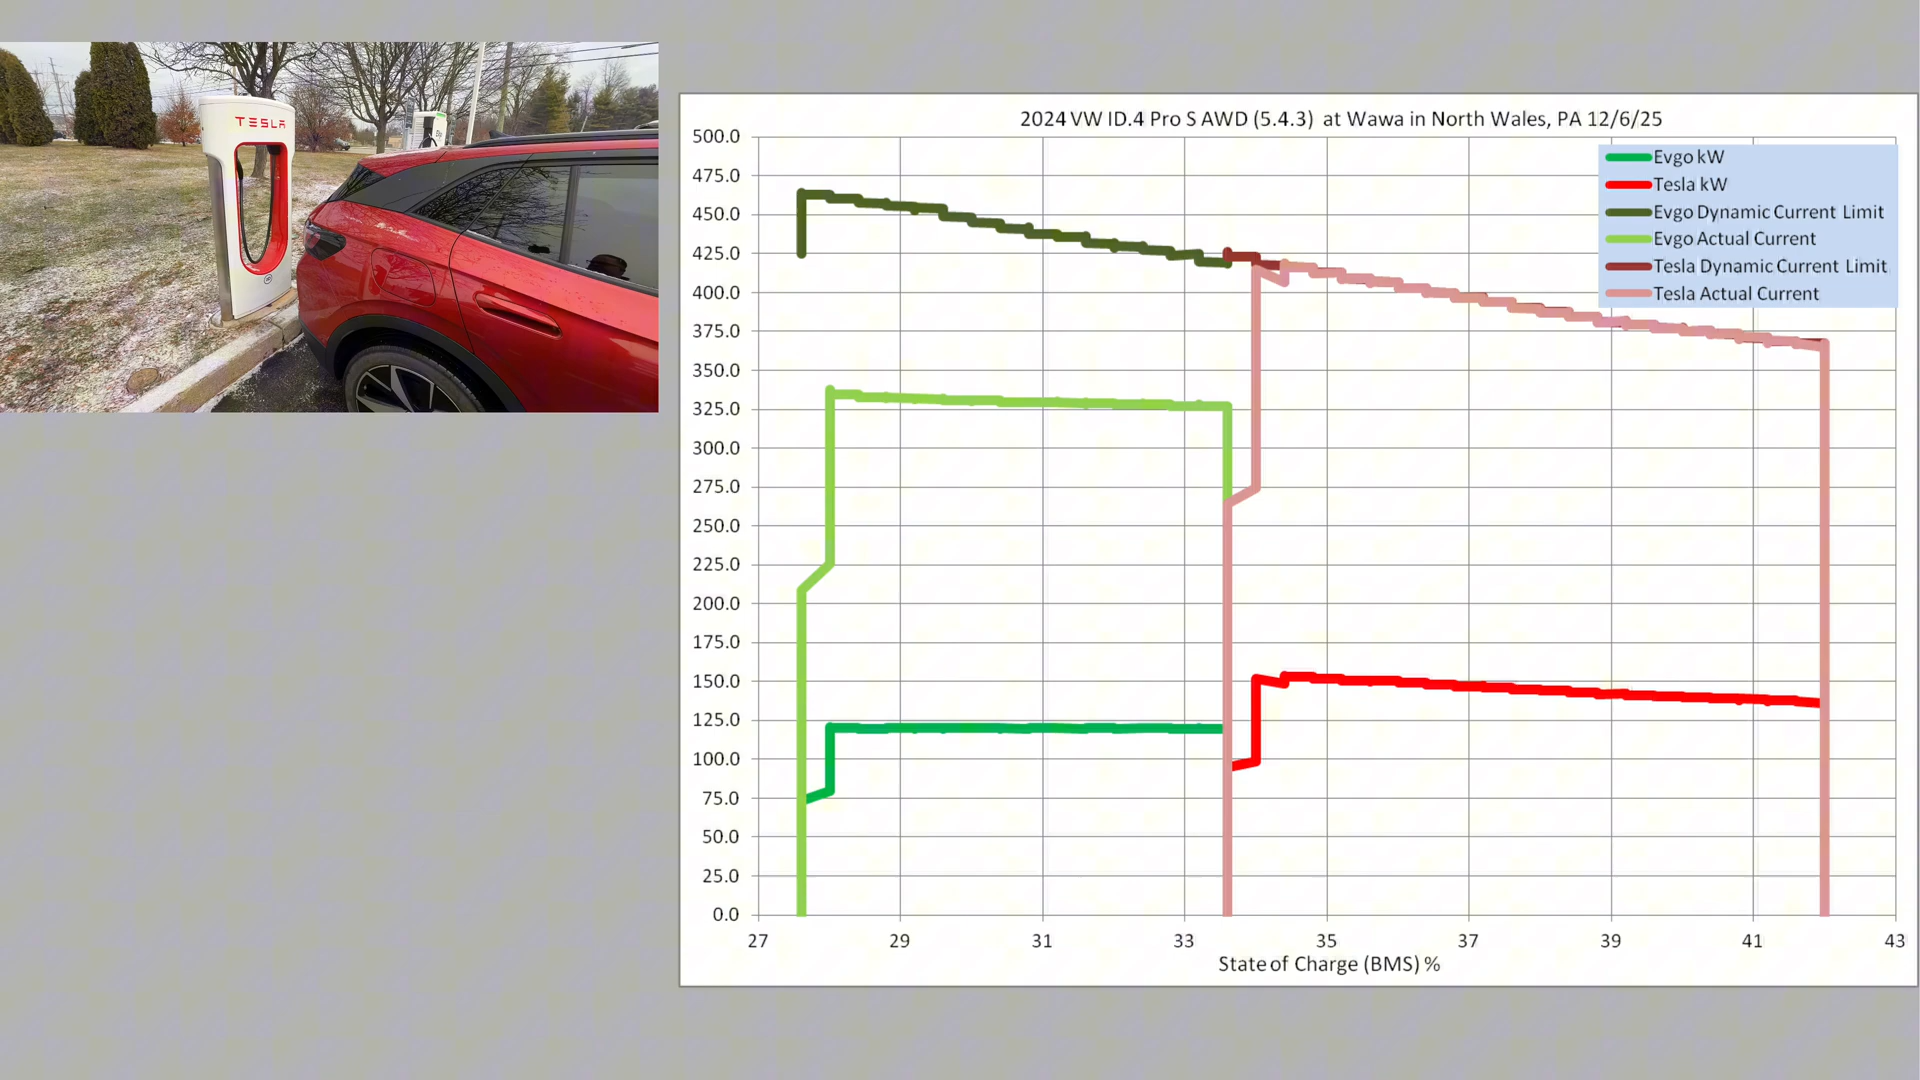 TESLA
2024 VW ID.4 Pro S AWD (5.4.3) at Wawa in North Wales, PA 12/6/25
500.0
475.0
450.0
425.0
400.0
375.0
350.0
325.0
300.0
275.0
250.0
225.0
200.0
175.0
150.0
125.0
100.0
75.0
50.0
25.0
0.0
Evgo kW
Tesla kW
Evgo Dynamic Current Limit
Evgo Actual Current
Tesla Dynamic Current Limit
Tesla Actual Current
27 29 31 33 35 37 39 41 43
State of Charge (BMS) %